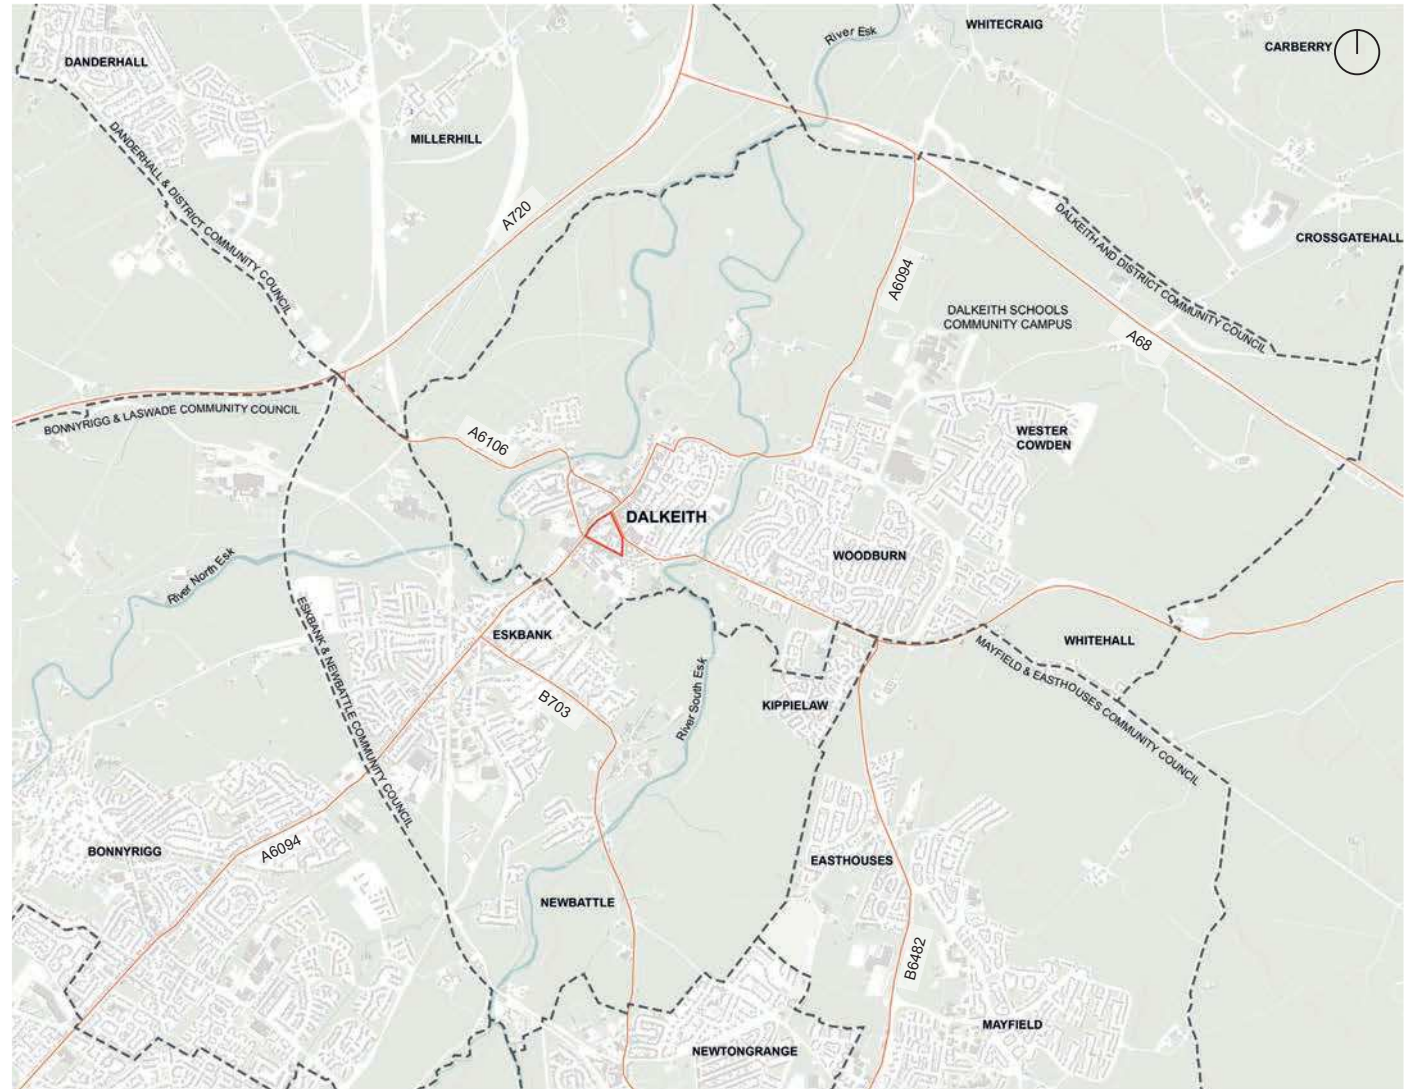 WHITECRAIG
River Esk
CARBERRY
DANDERHALL
MILLERHILL
DANDERHALL & DISTRICT COMMUNITY COUNCIL
A720
DALKEITH AND DISTRICT COMMUNITY COUNCIL
CROSSGATEHALL
A6094
DALKEITH SCHOOLS
COMMUNITY CAMPUS
A68
BONNYRIGG & LASWADE COMMUNITY COUNCIL
A6106
WESTER
COWDEN
DALKEITH
WOODBURN
River North Esk
ESKBANK
WHITEHALL
ESKBANK & NEWBATTLE COMMUNITY COUNCIL
MAYFIELD & EASTHOUSES COMMUNITY COUNCIL
B703
River South Esk
KIPPIELAW
A6094
BONNYRIGG
EASTHOUSES
NEWBATTLE
B6482
MAYFIELD
NEWTONGRANGE